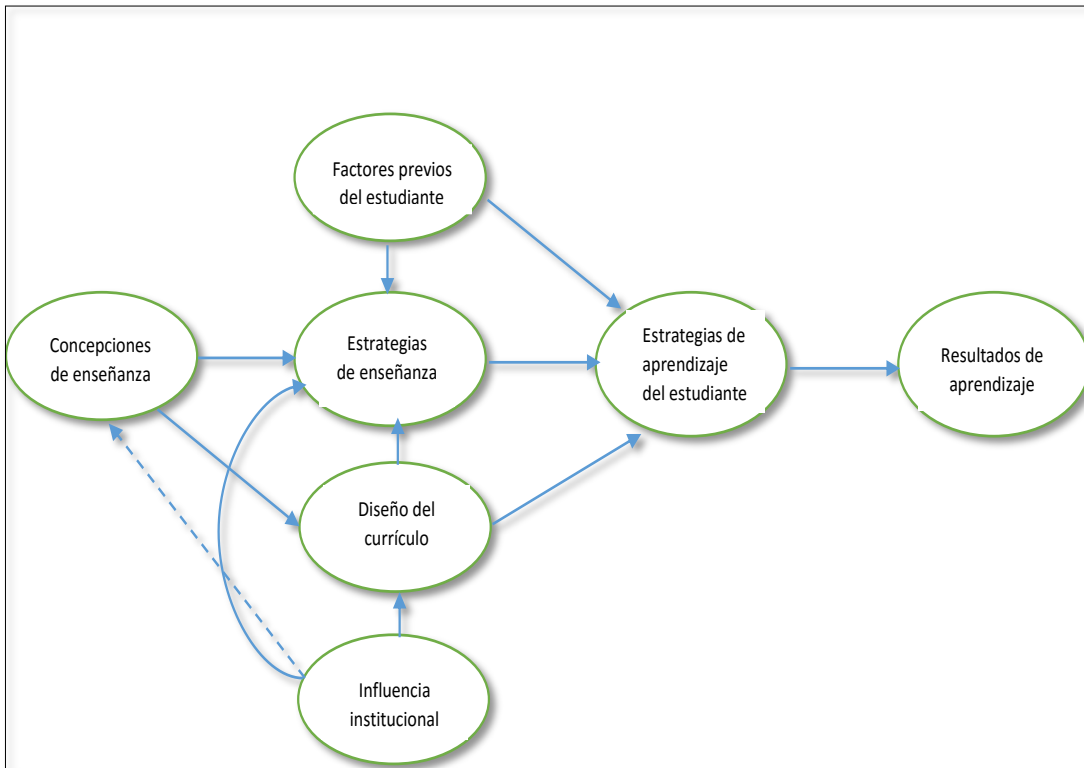 Factores previos
del estudiante
Concepciones
de enseñanza
Estrategias
de enseñanza
Estrategias de
aprendizaje
del estudiante
Resultados de
aprendizaje
Diseño del
currículo
Influencia
institucional